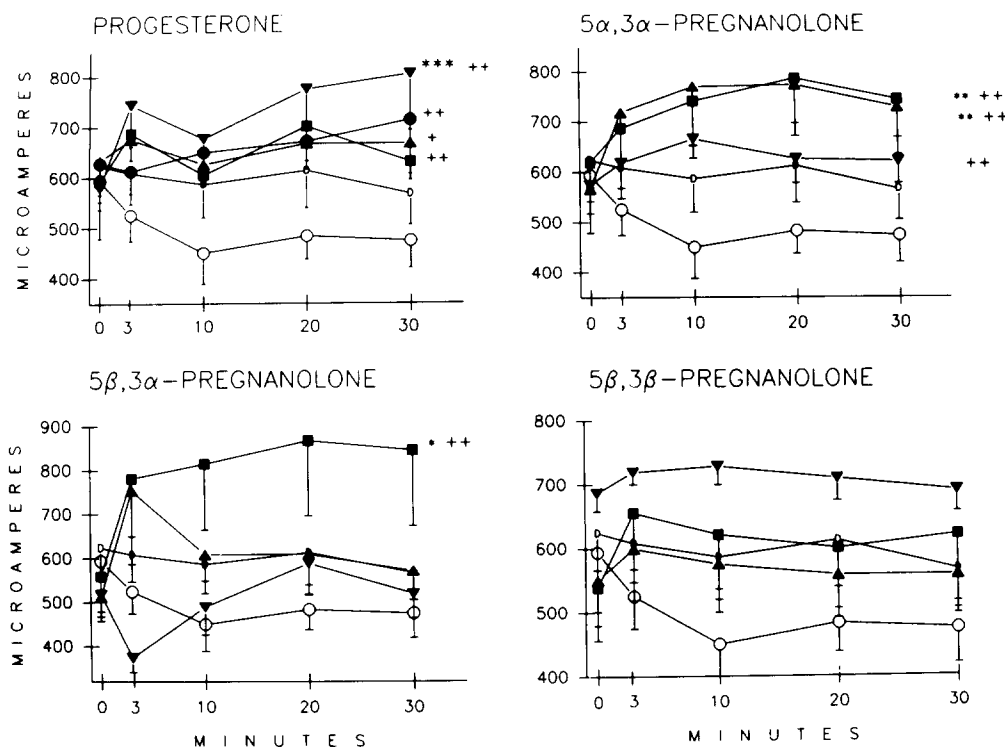 PROGESTERONE
MICROAMPERES
800
700
600
500
400
*** ++
++
+
++
0 3 10 20 30
5α,3α-PREGNANOLONE
800
700
600
500
400
** ++
** ++
++
0 3 10 20 30
5β,3α-PREGNANOLONE
MICROAMPERES
900
800
700
600
500
400
* ++
0 3 10 20 30
MINUTES
5β,3β-PREGNANOLONE
800
700
600
500
400
0 3 10 20 30
MINUTES